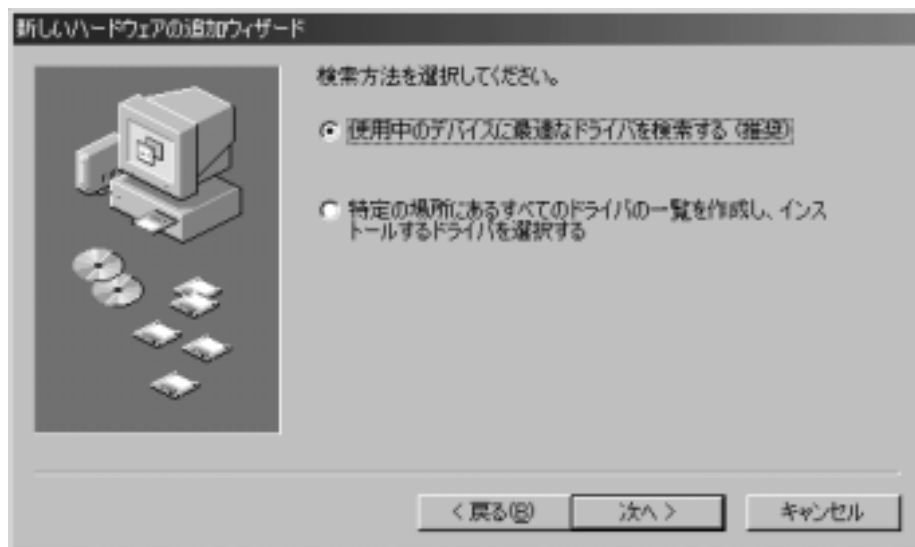 新しいハードウェアの追加ウィザード
検索方法を選択してください。
使用中のデバイスに最適なドライバを検索する (推奨)
特定の場所にあるすべてのドライバの一覧を作成し、インス
トールするドライバを選択する
< 戻る(B)
次へ >
キャンセル